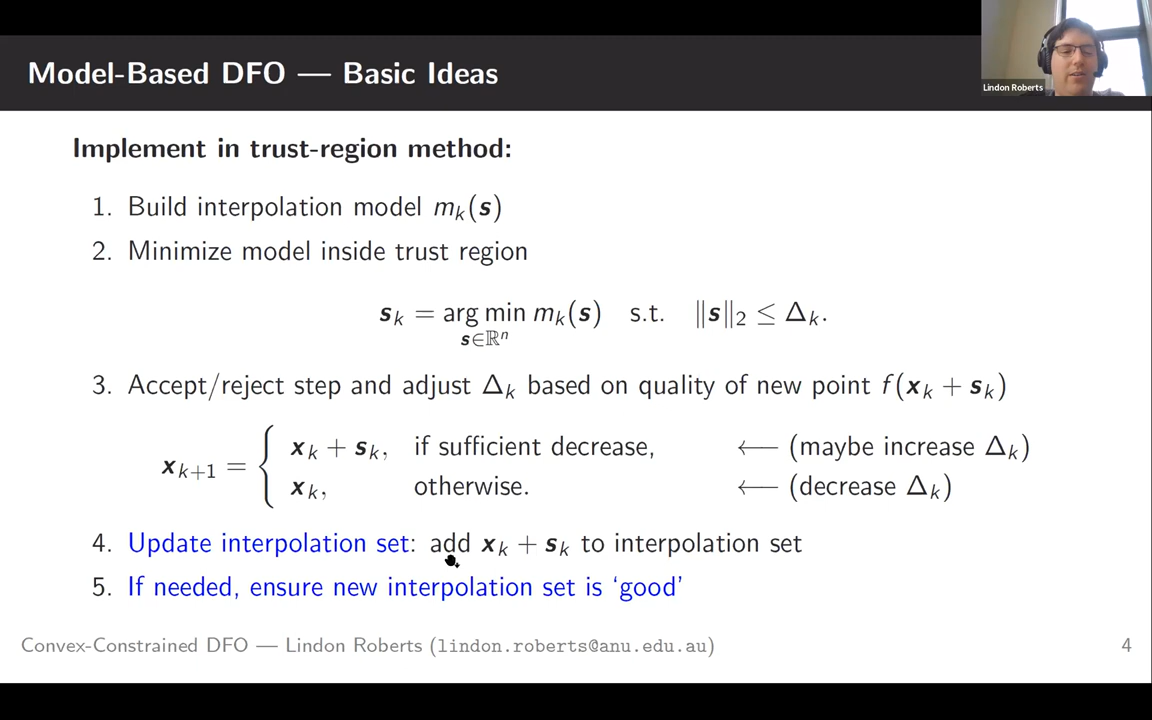 Model-Based DFO — Basic Ideas
Lindon Roberts
Implement in trust-region method:
1. Build interpolation model m_k(s)
2. Minimize model inside trust region
s_k = arg min m_k(s) s.t. ‖s‖₂ ≤ Δ_k.
s∈ℝⁿ
3. Accept/reject step and adjust Δ_k based on quality of new point f(x_k + s_k)
x_{k+1} = { x_k + s_k, if sufficient decrease, ⟵ (maybe increase Δ_k)
x_k, otherwise. ⟵ (decrease Δ_k)
4. Update interpolation set: add x_k + s_k to interpolation set
5. If needed, ensure new interpolation set is ‘good’
Convex-Constrained DFO — Lindon Roberts (lindon.roberts@anu.edu.au) 4